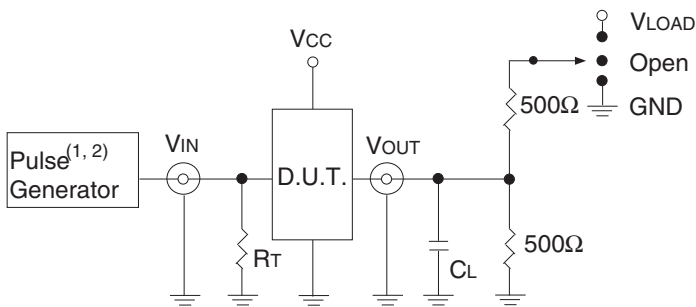 VLOAD
VCC
Open
500Ω
GND
Pulse(1, 2)
Generator
VIN
D.U.T.
VOUT
RT
CL
500Ω